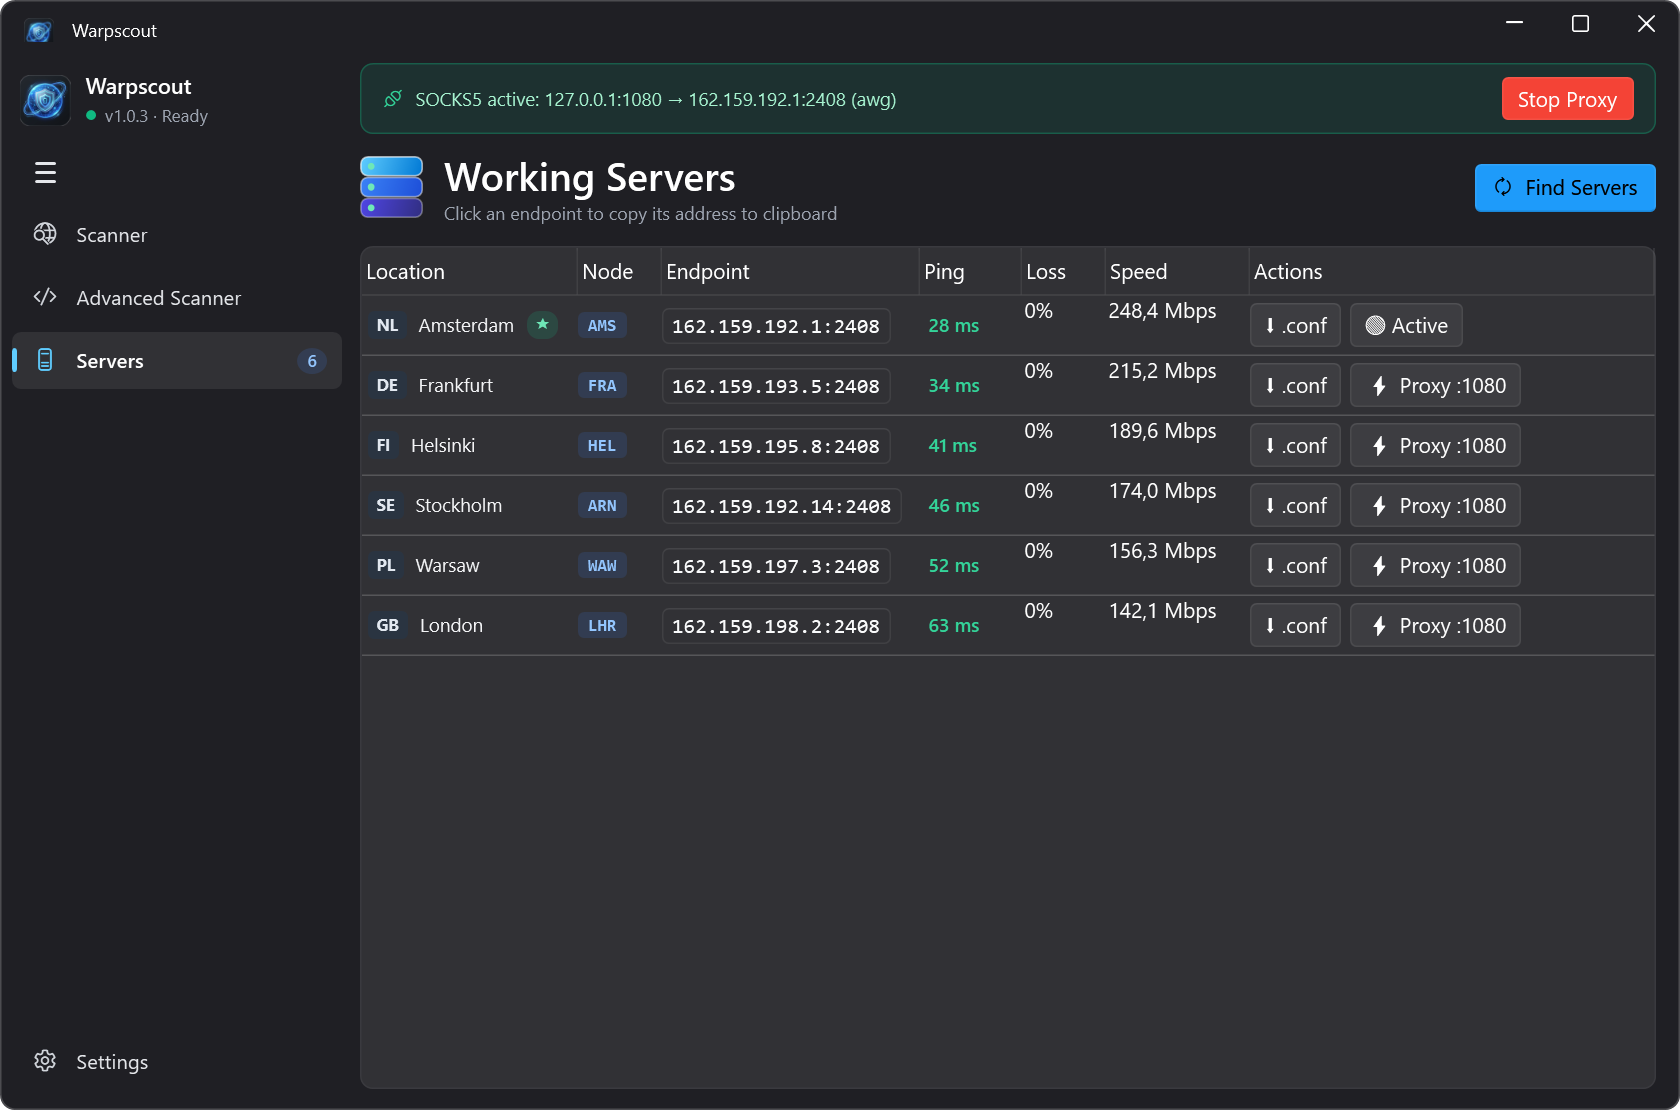 Warpscout
Warpscout
v1.0.3 · Ready
Scanner
Advanced Scanner
Servers 6
Settings
SOCKS5 active: 127.0.0.1:1080 → 162.159.192.1:2408 (awg)
Stop Proxy
Working Servers
Click an endpoint to copy its address to clipboard
Find Servers
Location Node Endpoint Ping Loss Speed Actions
NL Amsterdam ★ AMS 162.159.192.1:2408 28 ms 0% 248,4 Mbps ⬇ .conf Active
DE Frankfurt FRA 162.159.193.5:2408 34 ms 0% 215,2 Mbps ⬇ .conf ⚡ Proxy :1080
FI Helsinki HEL 162.159.195.8:2408 41 ms 0% 189,6 Mbps ⬇ .conf ⚡ Proxy :1080
SE Stockholm ARN 162.159.192.14:2408 46 ms 0% 174,0 Mbps ⬇ .conf ⚡ Proxy :1080
PL Warsaw WAW 162.159.197.3:2408 52 ms 0% 156,3 Mbps ⬇ .conf ⚡ Proxy :1080
GB London LHR 162.159.198.2:2408 63 ms 0% 142,1 Mbps ⬇ .conf ⚡ Proxy :1080